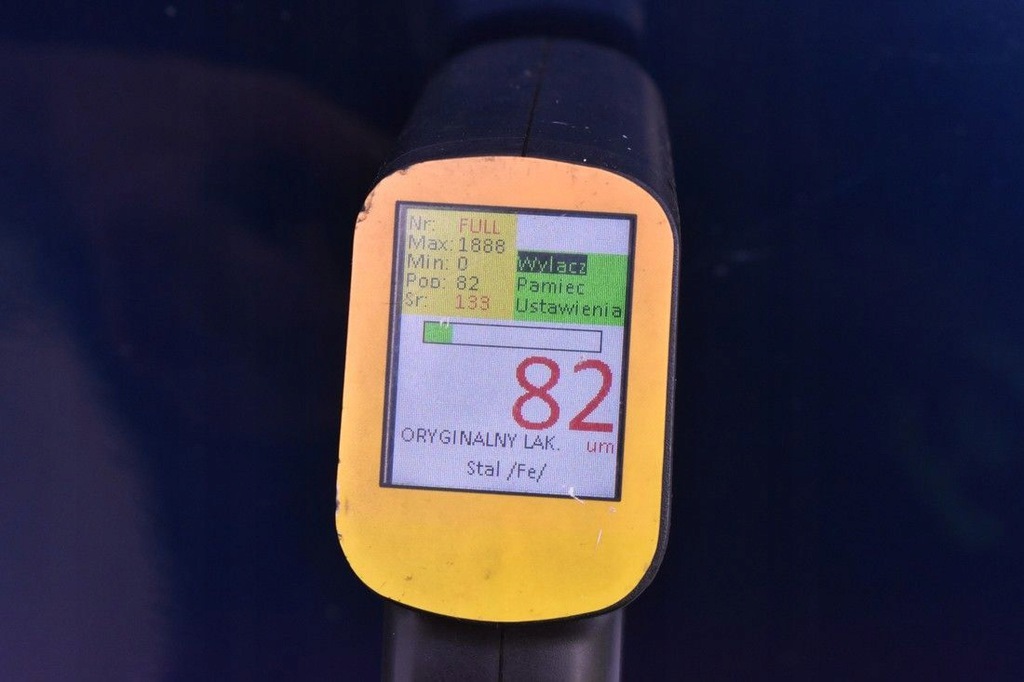 Nr: FULL
Max: 1888
Min: 0
Pop: 82
Sr: 133
Wylacz
Pamiec
Ustawienia
82
um
ORYGINALNY LAK.
Stal /Fe/